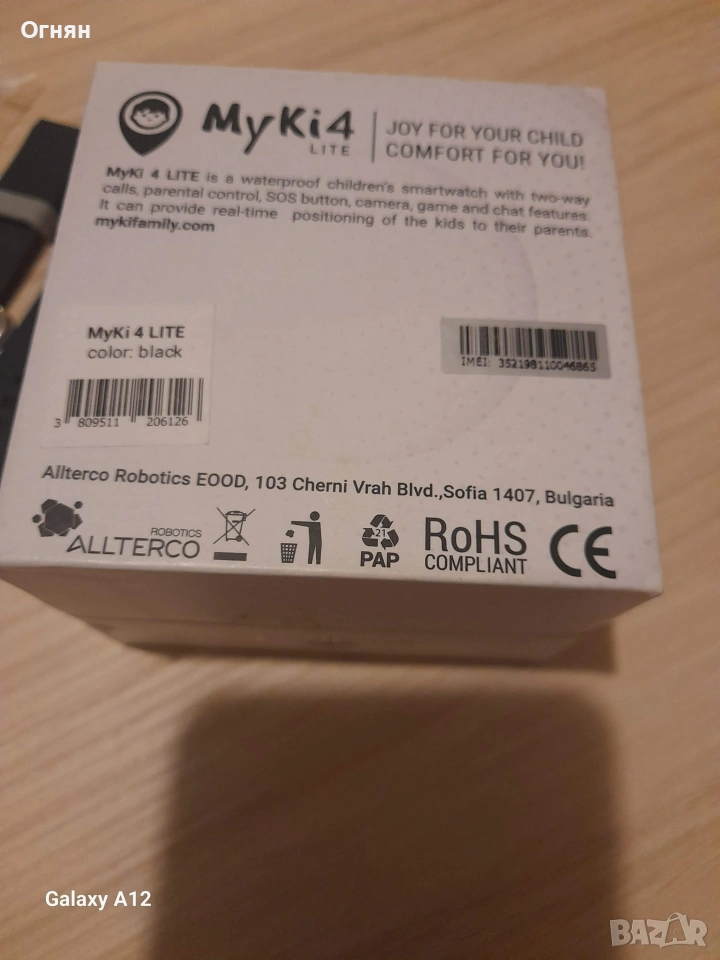 Огнян
MyKi4
LITE
JOY FOR YOUR CHILD
COMFORT FOR YOU!
MyKi 4 LITE is a waterproof children's smartwatch with two-way
calls, parental control, SOS button, camera, game and chat features.
It can provide real-time positioning of the kids to their parents.
mykifamily.com
MyKi 4 LITE
color: black
3 809511 206126
IMEI: 352198110046865
Allterco Robotics EOOD, 103 Cherni Vrah Blvd.,Sofia 1407, Bulgaria
ROBOTICS
ALLTERCO
21
PAP
RoHS
COMPLIANT
CE
Galaxy A12
BAZAR